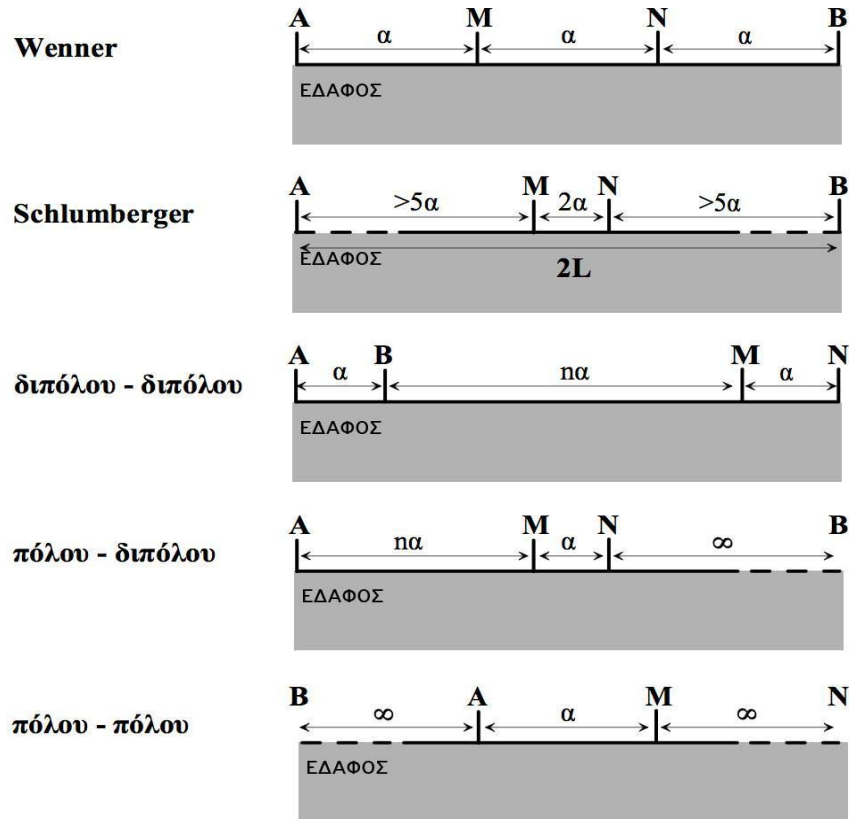 A M N B
Wenner α α α
ΕΔΑΦΟΣ
A M N B
Schlumberger >5α 2α >5α
ΕΔΑΦΟΣ
2L
A B M N
διπόλου - διπόλου α nα α
ΕΔΑΦΟΣ
A M N B
πόλου - διπόλου nα α ∞
ΕΔΑΦΟΣ
B A M N
πόλου - πόλου ∞ α ∞
ΕΔΑΦΟΣ